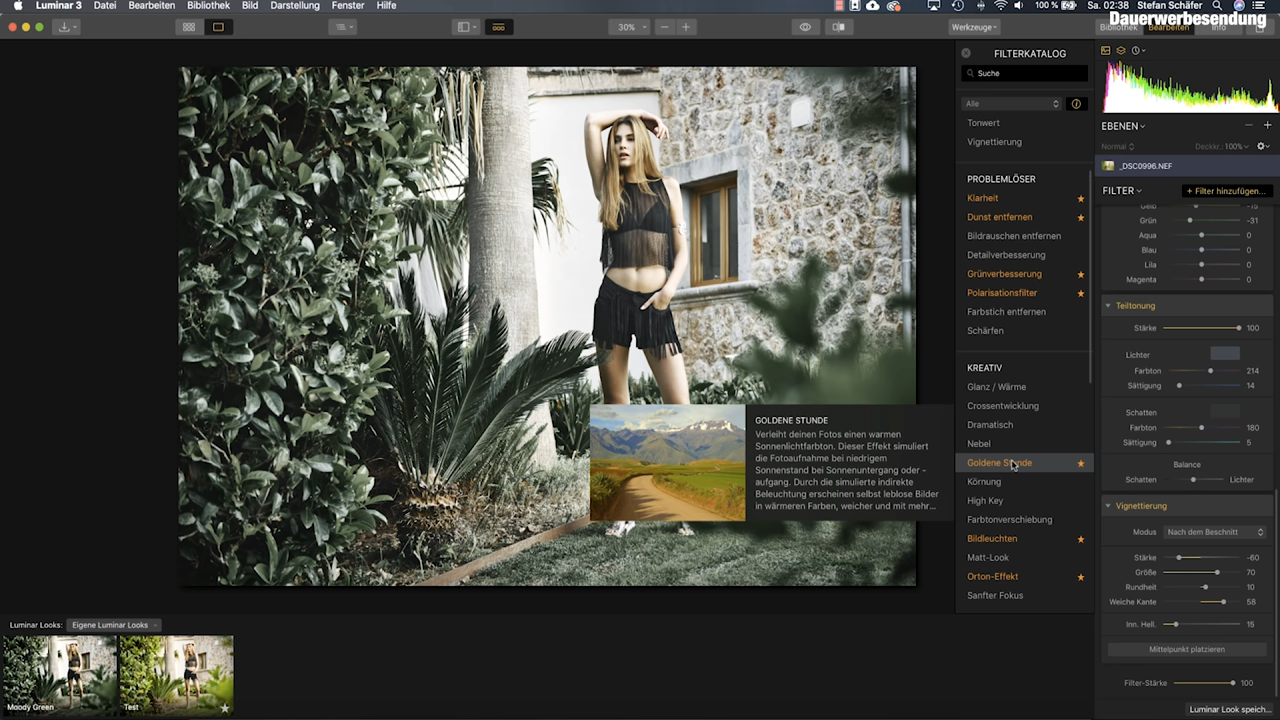 Luminar 3 Datei Bearbeiten Bibliothek Bild Darstellung Fenster Hilfe
100 % Sa. 02:38 Stefan Schäfer
Dauerwerbesendung
30%
Werkzeuge
Bibliothek Bearbeiten Info
FILTERKATALOG
Suche
Alle
Tonwert
Vignettierung
PROBLEMLÖSER
Klarheit
Dunst entfernen
Bildrauschen entfernen
Detailverbesserung
Grünverbesserung
Polarisationsfilter
Farbstich entfernen
Schärfen
KREATIV
Glanz / Wärme
Crossentwicklung
Dramatisch
Nebel
Goldene Stunde
Körnung
High Key
Farbtonverschiebung
Bildleuchten
Matt-Look
Orton-Effekt
Sanfter Fokus
GOLDENE STUNDE
Verleiht deinen Fotos einen warmen
Sonnenlichtfarbton. Dieser Effekt simuliert
die Fotoaufnahme bei niedrigem
Sonnenstand bei Sonnenuntergang oder -
aufgang. Durch die simulierte indirekte
Beleuchtung erscheinen selbst leblose Bilder
in wärmeren Farben, weicher und mit mehr...
EBENEN
Normal Deckkr.: 100%
_DSC0996.NEF
FILTER + Filter hinzufügen...
Gelb -15
Grün -31
Aqua 0
Blau 0
Lila 0
Magenta 0
Teiltonung
Stärke 100
Lichter
Farbton 214
Sättigung 14
Schatten
Farbton 180
Sättigung 5
Balance
Schatten Lichter
Vignettierung
Modus Nach dem Beschnitt
Stärke -60
Größe 70
Rundheit 10
Weiche Kante 58
Inn. Hell. 15
Mittelpunkt platzieren
Filter-Stärke 100
Luminar Look speich...
Luminar Looks: Eigene Luminar Looks
Moody Green
Test